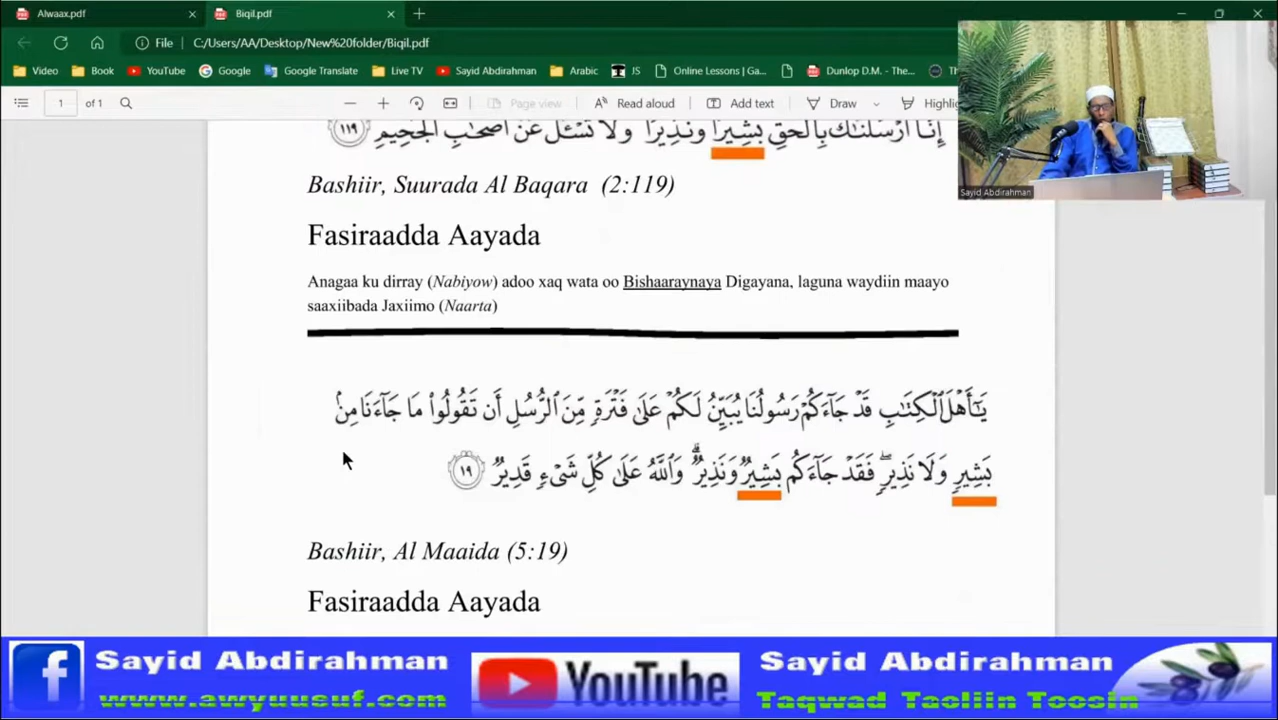 Alwaax.pdf
Biqil.pdf
File C:/Users/AA/Desktop/New%20folder/Biqil.pdf
Video Book YouTube Google Google Translate Live TV Sayid Abdirahman Arabic JS Online Lessons | Ga... Dunlop D.M. - The... Th
1 of 1 Page view Read aloud Add text Draw Highli
Sayid Abdirahman
إِنَّآ أَرْسَلْنَٰكَ بِٱلْحَقِّ بَشِيرًا وَنَذِيرًا وَلَا تُسْـَٔلُ عَنْ أَصْحَٰبِ ٱلْجَحِيمِ ١١٩
Bashiir, Suurada Al Baqara (2:119)
Fasiraadda Aayada
Anagaa ku dirray (Nabiyow) adoo xaq wata oo Bishaaraynaya Digayana, laguna waydiin maayo
saaxiibada Jaxiimo (Naarta)
يَٰٓأَهْلَ ٱلْكِتَٰبِ قَدْ جَآءَكُمْ رَسُولُنَا يُبَيِّنُ لَكُمْ عَلَىٰ فَتْرَةٍ مِّنَ ٱلرُّسُلِ أَن تَقُولُوا۟ مَا جَآءَنَا مِنۢ
بَشِيرٍ وَلَا نَذِيرٍ ۖ فَقَدْ جَآءَكُم بَشِيرٌ وَنَذِيرٌ ۗ وَٱللَّهُ عَلَىٰ كُلِّ شَىْءٍ قَدِيرٌ ١٩
Bashiir, Al Maaida (5:19)
Fasiraadda Aayada
Sayid Abdirahman
www.awyuusuf.com
YouTube
Sayid Abdirahman
Taqwad Taoliin Toosin